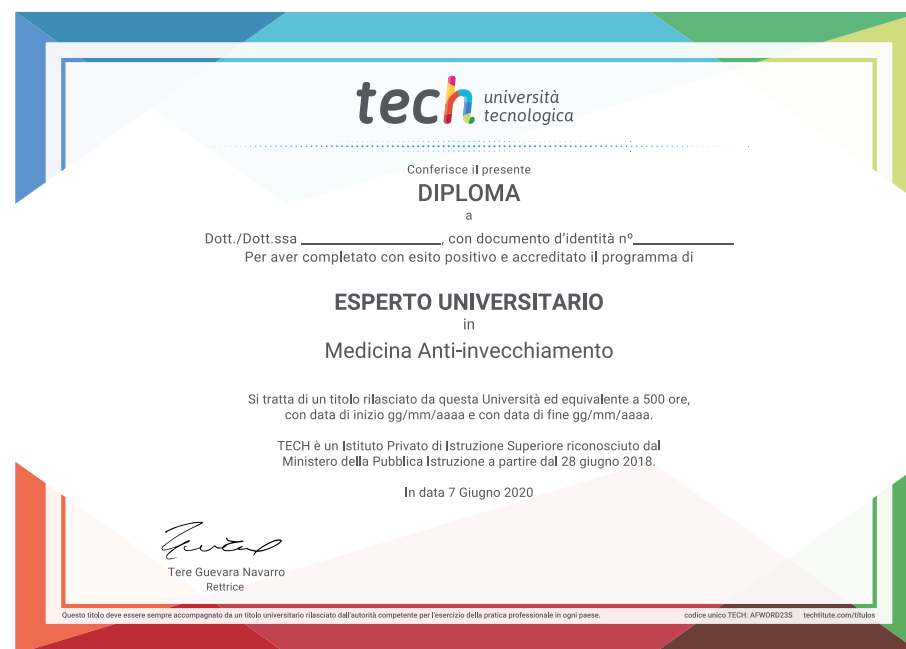 tech università
tecnologica
Conferisce il presente
DIPLOMA
a
Dott./Dott.ssa ____________________, con documento d'identità nº______________
Per aver completato con esito positivo e accreditato il programma di
ESPERTO UNIVERSITARIO
in
Medicina Anti-invecchiamento
Si tratta di un titolo rilasciato da questa Università ed equivalente a 500 ore,
con data di inizio gg/mm/aaaa e con data di fine gg/mm/aaaa.
TECH è un Istituto Privato di Istruzione Superiore riconosciuto dal
Ministero della Pubblica Istruzione a partire dal 28 giugno 2018.
In data 7 Giugno 2020
Tere Guevara Navarro
Rettrice
Questo titolo deve essere sempre accompagnato da un titolo universitario rilasciato dall'autorità competente per l'esercizio della pratica professionale in ogni paese. codice unico TECH: AFWORD23S techtitute.com/titulos